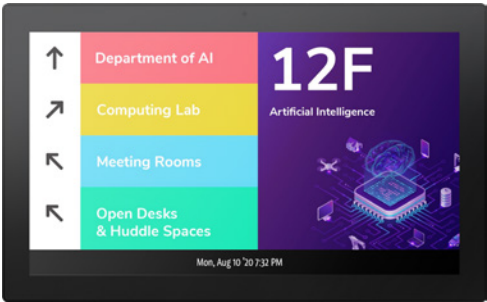 Department of AI
Computing Lab
Meeting Rooms
Open Desks
& Huddle Spaces
12F
Artificial Intelligence
Mon, Aug 10 '20 7:32 PM